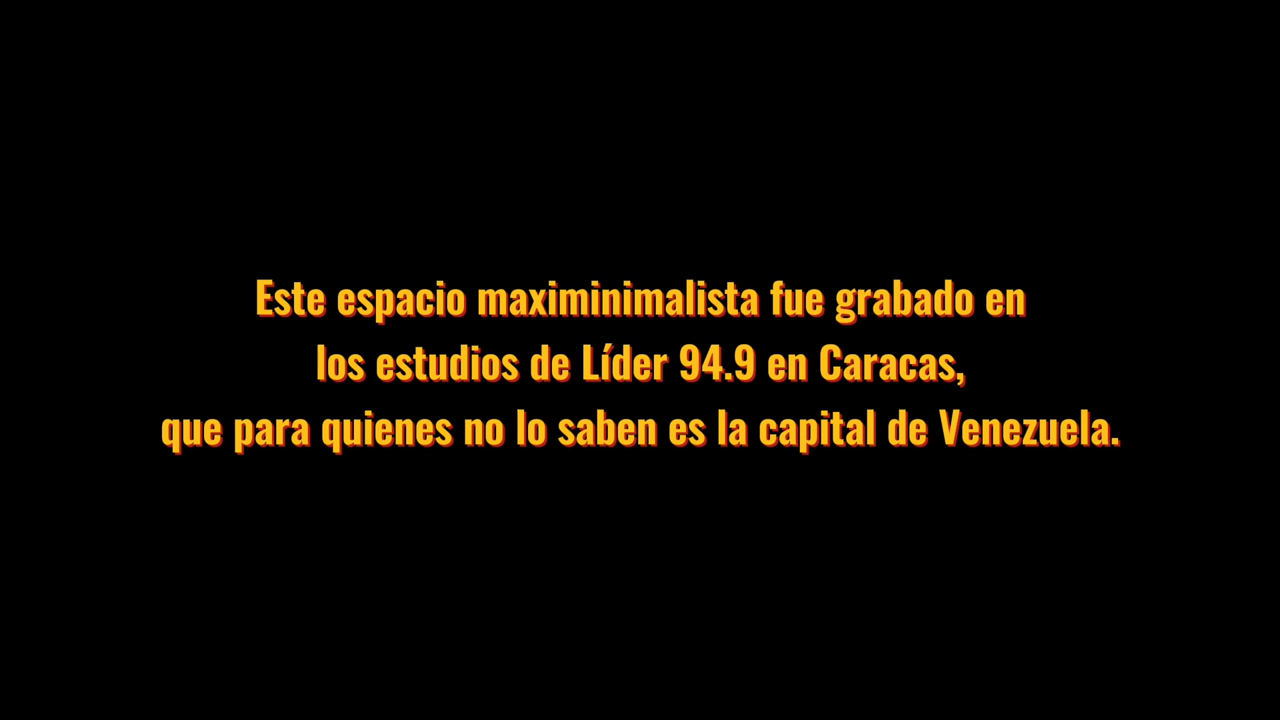 Este espacio maximinimalista fue grabado en
los estudios de Líder 94.9 en Caracas,
que para quienes no lo saben es la capital de Venezuela.